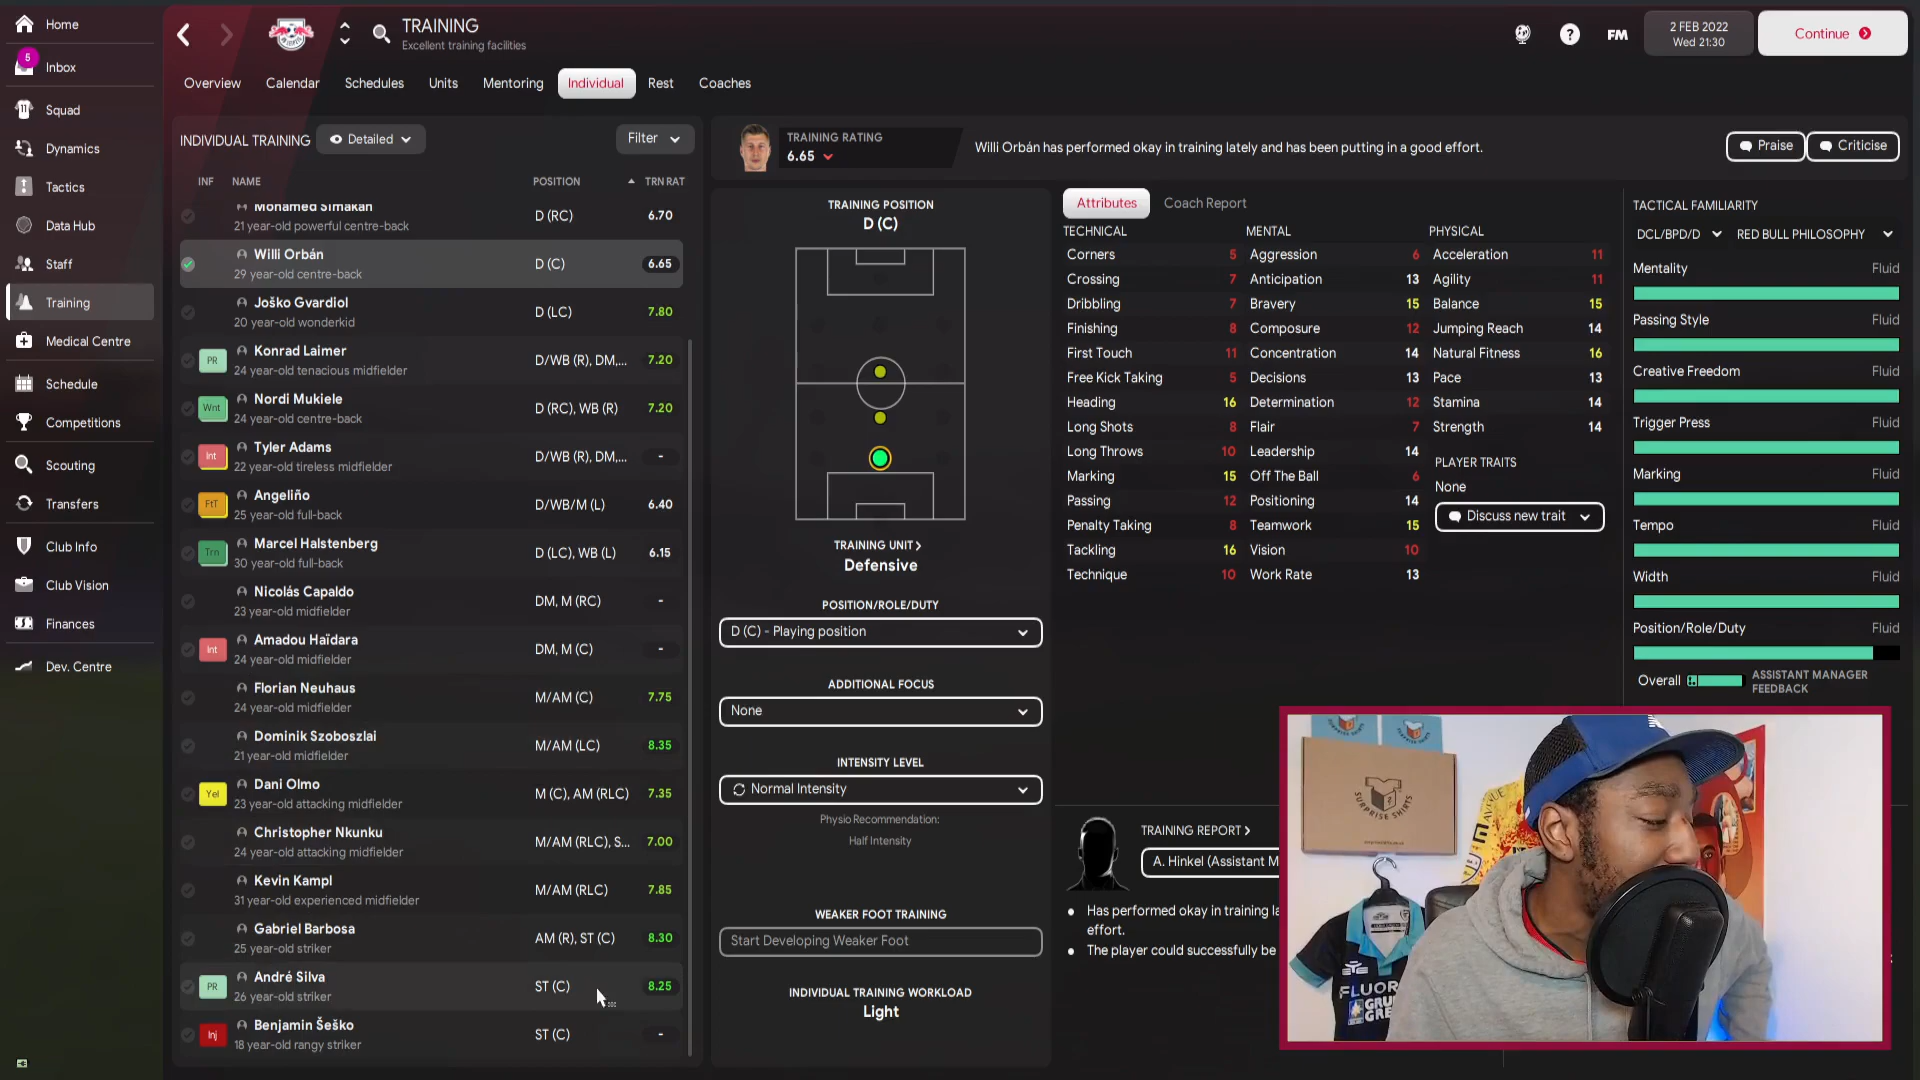 Home
5
Inbox
Squad
Dynamics
Tactics
Data Hub
Staff
Training
Medical Centre
Schedule
Competitions
Scouting
Transfers
Club Info
Club Vision
Finances
Dev. Centre
TRAINING
Excellent training facilities
FM
2 FEB 2022
Wed 21:30
Continue
Overview Calendar Schedules Units Mentoring Individual Rest Coaches
INDIVIDUAL TRAINING Detailed Filter
INF NAME POSITION TRN RAT
Mohamed Simakan D (RC) 6.70
21 year-old powerful centre-back
Willi Orbán D (C) 6.65
29 year-old centre-back
Joško Gvardiol D (LC) 7.80
20 year-old wonderkid
PR Konrad Laimer D/WB (R), DM,... 7.20
24 year-old tenacious midfielder
Wnt Nordi Mukiele D (RC), WB (R) 7.20
24 year-old centre-back
Int Tyler Adams D/WB (R), DM,... -
22 year-old tireless midfielder
FtT Angeliño D/WB/M (L) 6.40
25 year-old full-back
Trn Marcel Halstenberg D (LC), WB (L) 6.15
30 year-old full-back
Nicolás Capaldo DM, M (RC) -
23 year-old midfielder
Int Amadou Haïdara DM, M (C) -
24 year-old midfielder
Florian Neuhaus M/AM (C) 7.75
24 year-old midfielder
Dominik Szoboszlai M/AM (LC) 8.35
21 year-old midfielder
Yel Dani Olmo M (C), AM (RLC) 7.35
23 year-old attacking midfielder
Christopher Nkunku M/AM (RLC), S... 7.00
24 year-old attacking midfielder
Kevin Kampl M/AM (RLC) 7.85
31 year-old experienced midfielder
Gabriel Barbosa AM (R), ST (C) 8.30
25 year-old striker
PR André Silva ST (C) 8.25
26 year-old striker
Inj Benjamin Šeško ST (C) -
18 year-old rangy striker
TRAINING RATING
6.65
Willi Orbán has performed okay in training lately and has been putting in a good effort.
Praise Criticise
TRAINING POSITION
D (C)
TRAINING UNIT >
Defensive
POSITION/ROLE/DUTY
D (C) - Playing position
ADDITIONAL FOCUS
None
INTENSITY LEVEL
Normal Intensity
Physio Recommendation:
Half Intensity
WEAKER FOOT TRAINING
Start Developing Weaker Foot
INDIVIDUAL TRAINING WORKLOAD
Light
Attributes Coach Report
TECHNICAL MENTAL PHYSICAL
Corners 5 Aggression 6 Acceleration 11
Crossing 7 Anticipation 13 Agility 11
Dribbling 7 Bravery 15 Balance 15
Finishing 8 Composure 12 Jumping Reach 14
First Touch 11 Concentration 14 Natural Fitness 16
Free Kick Taking 5 Decisions 13 Pace 13
Heading 16 Determination 12 Stamina 14
Long Shots 8 Flair 7 Strength 14
Long Throws 10 Leadership 14
Marking 15 Off The Ball 6
Passing 12 Positioning 14
Penalty Taking 8 Teamwork 15
Tackling 16 Vision 10
Technique 10 Work Rate 13
PLAYER TRAITS
None
Discuss new trait
TACTICAL FAMILIARITY
DCL/BPD/D RED BULL PHILOSOPHY
Mentality Fluid
Passing Style Fluid
Creative Freedom Fluid
Trigger Press Fluid
Marking Fluid
Tempo Fluid
Width Fluid
Position/Role/Duty Fluid
Overall ASSISTANT MANAGER
FEEDBACK
TRAINING REPORT >
A. Hinkel (Assistant M
Has performed okay in training la
effort.
The player could successfully be
SURPRISE SHIRTS
FLUOR